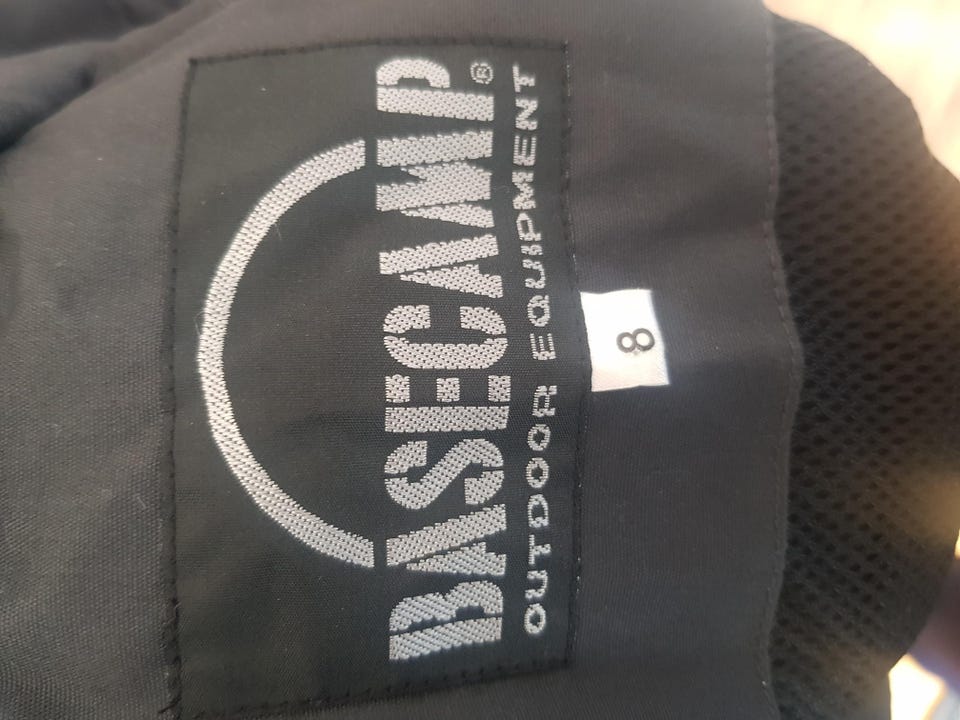 BASECAMP®
OUTDOOR EQUIPMENT
8